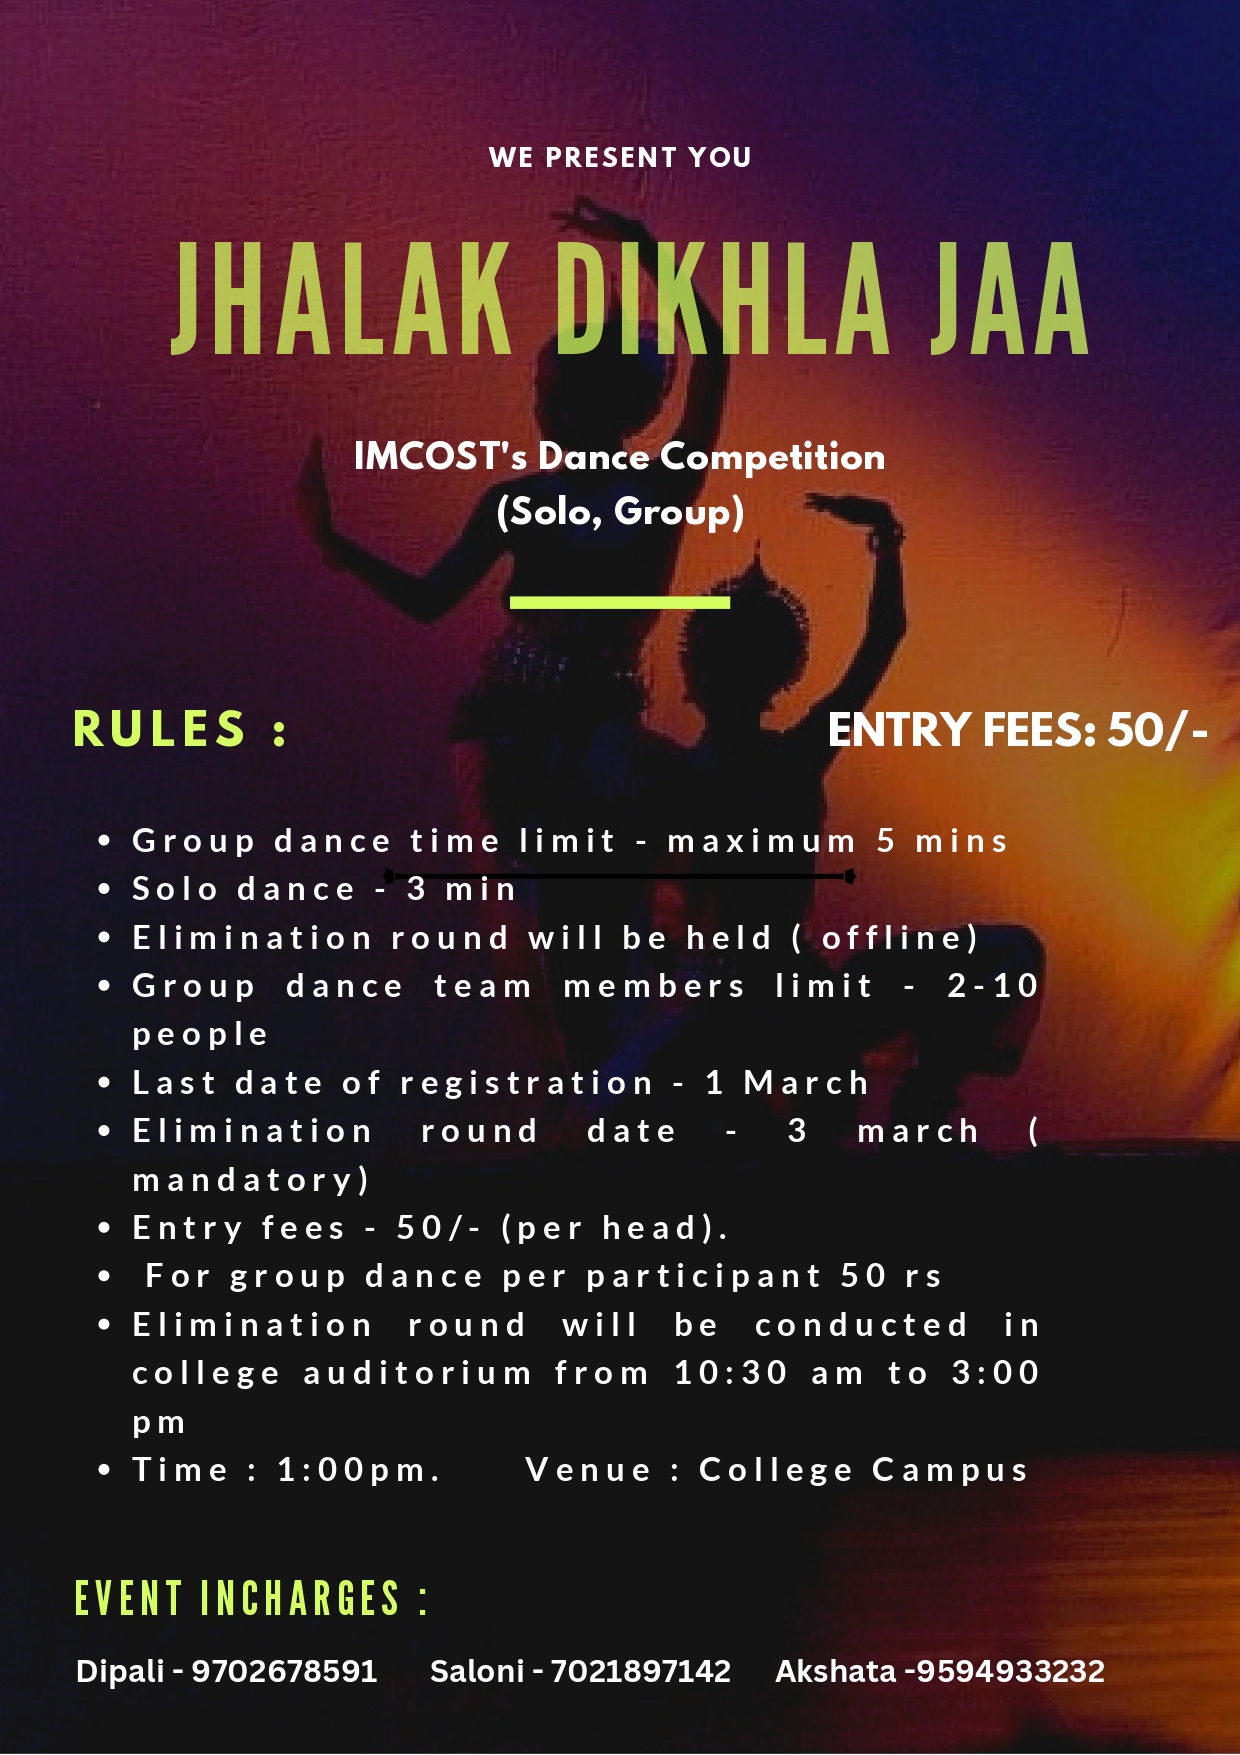 WE PRESENT YOU
JHALAK DIKHLA JAA
IMCOST's Dance Competition
(Solo, Group)
RULES :
ENTRY FEES: 50/-
• Group dance time limit - maximum 5 mins
• Solo dance - 3 min
• Elimination round will be held ( offline)
• Group dance team members limit - 2-10
people
• Last date of registration - 1 March
• Elimination round date - 3 march (
mandatory)
• Entry fees - 50/- (per head).
• For group dance per participant 50 rs
• Elimination round will be conducted in
college auditorium from 10:30 am to 3:00
pm
• Time : 1:00pm. Venue : College Campus
EVENT INCHARGES :
Dipali - 9702678591 Saloni - 7021897142 Akshata -9594933232